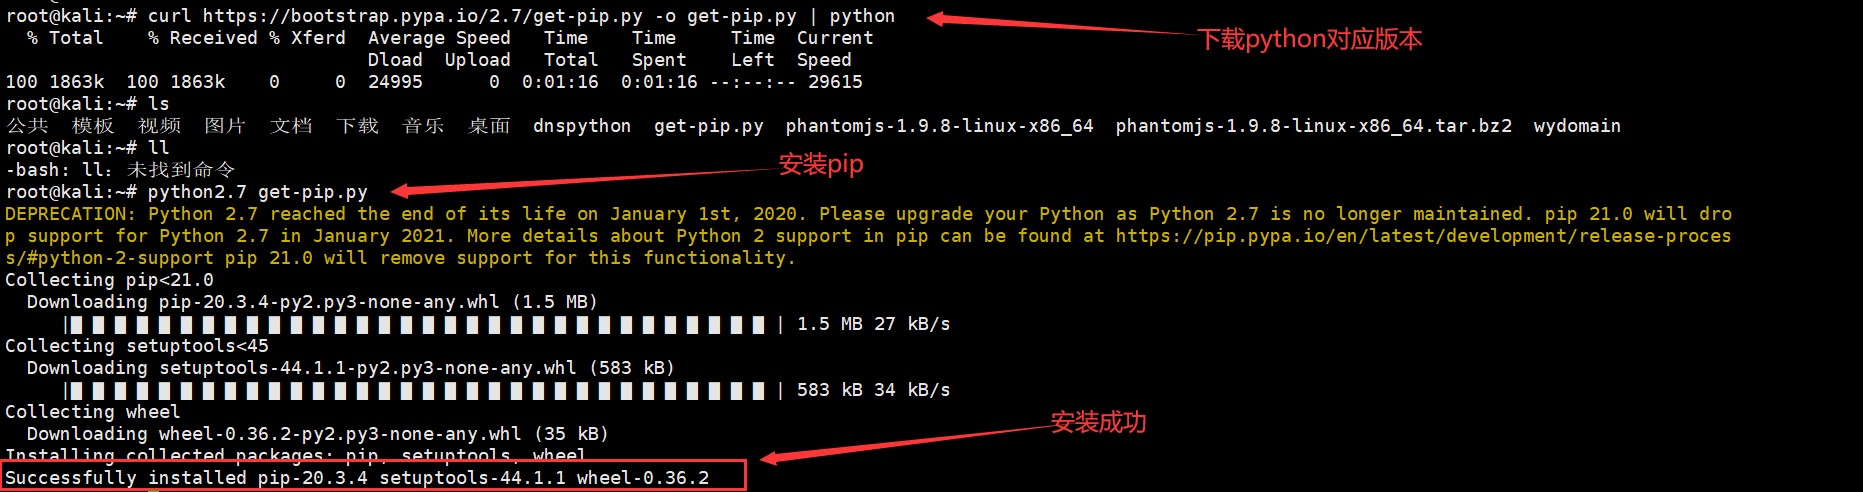 root@kali:~# curl https://bootstrap.pypa.io/2.7/get-pip.py -o get-pip.py | python
下载python对应版本
% Total % Received % Xferd Average Speed Time Time Time Current
Dload Upload Total Spent Left Speed
100 1863k 100 1863k 0 0 24995 0 0:01:16 0:01:16 --:--:-- 29615
root@kali:~# ls
公共 模板 视频 图片 文档 下载 音乐 桌面 dnspython get-pip.py phantomjs-1.9.8-linux-x86_64 phantomjs-1.9.8-linux-x86_64.tar.bz2 wydomain
root@kali:~# ll
-bash: ll：未找到命令
安装pip
root@kali:~# python2.7 get-pip.py
DEPRECATION: Python 2.7 reached the end of its life on January 1st, 2020. Please upgrade your Python as Python 2.7 is no longer maintained. pip 21.0 will dro
p support for Python 2.7 in January 2021. More details about Python 2 support in pip can be found at https://pip.pypa.io/en/latest/development/release-proces
s/#python-2-support pip 21.0 will remove support for this functionality.
Collecting pip<21.0
Downloading pip-20.3.4-py2.py3-none-any.whl (1.5 MB)
| | 1.5 MB 27 kB/s
Collecting setuptools<45
Downloading setuptools-44.1.1-py2.py3-none-any.whl (583 kB)
| | 583 kB 34 kB/s
Collecting wheel
安装成功
Downloading wheel-0.36.2-py2.py3-none-any.whl (35 kB)
Installing collected packages: pip, setuptools, wheel
Successfully installed pip-20.3.4 setuptools-44.1.1 wheel-0.36.2